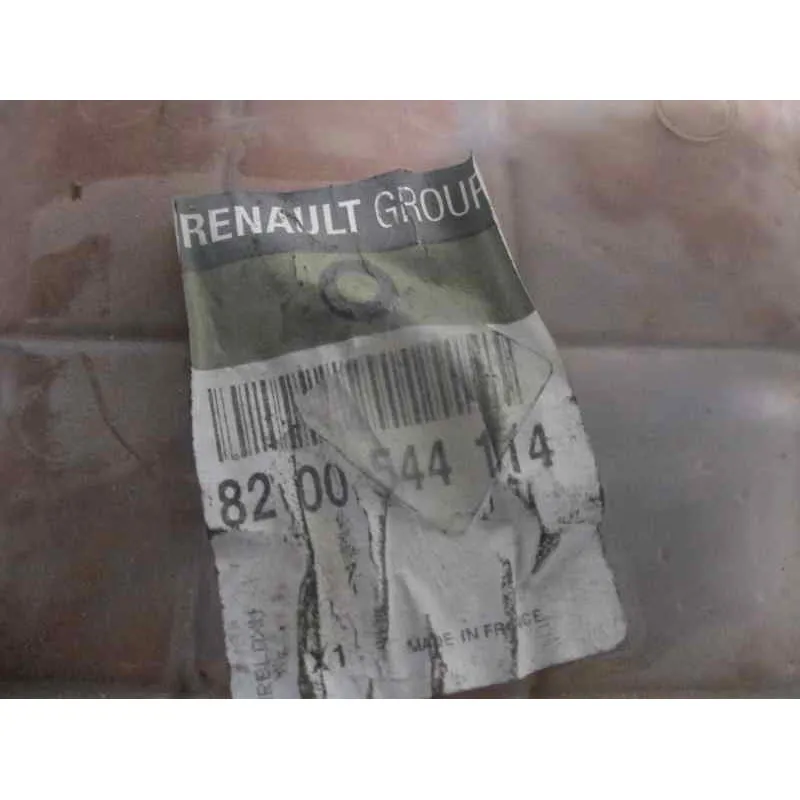 RENAULT GROUP
82 00 544 114
x1
MADE IN FRANCE